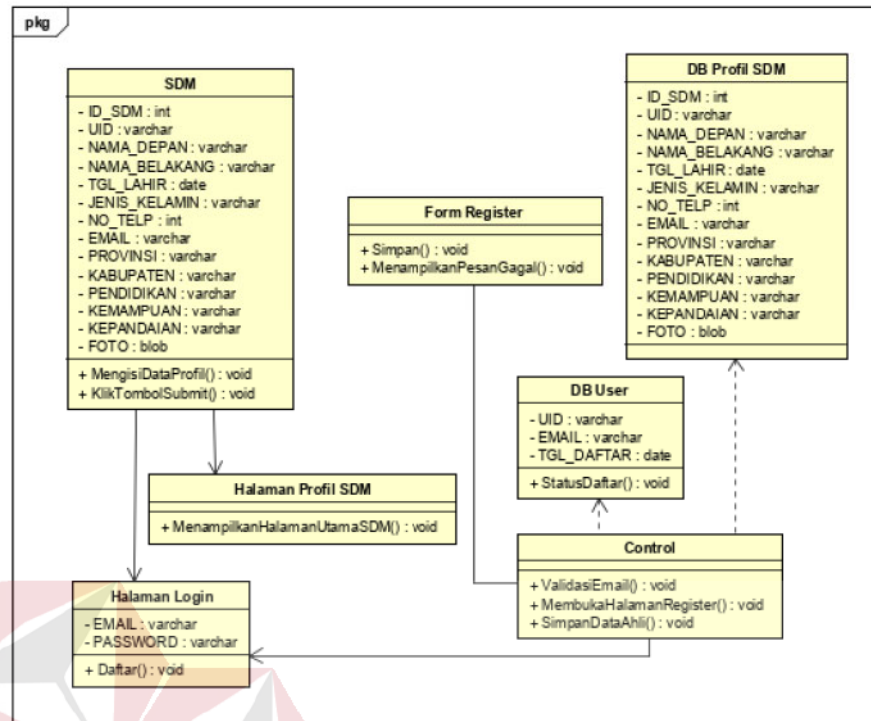 pkg
SDM
- ID_SDM : int
- UID : varchar
- NAMA_DEPAN : varchar
- NAMA_BELAKANG : varchar
- TGL_LAHIR : date
- JENIS_KELAMIN : varchar
- NO_TELP : int
- EMAIL : varchar
- PROVINSI : varchar
- KABUPATEN : varchar
- PENDIDIKAN : varchar
- KEMAMPUAN : varchar
- KEPANDAIAN : varchar
- FOTO : blob
+ MengisiDataProfil() : void
+ KlikTombolSubmit() : void
DB Profil SDM
- ID_SDM : int
- UID : varchar
- NAMA_DEPAN : varchar
- NAMA_BELAKANG : varchar
- TGL_LAHIR : date
- JENIS_KELAMIN : varchar
- NO_TELP : int
- EMAIL : varchar
- PROVINSI : varchar
- KABUPATEN : varchar
- PENDIDIKAN : varchar
- KEMAMPUAN : varchar
- KEPANDAIAN : varchar
- FOTO : blob
Form Register
+ Simpan() : void
+ MenampilkanPesanGagal() : void
DB User
- UID : varchar
- EMAIL : varchar
- TGL_DAFTAR : date
+ StatusDaftar() : void
Halaman Profil SDM
+ MenampilkanHalamanUtamaSDM() : void
Control
+ ValidasiEmail() : void
+ MembukaHalamanRegister() : void
+ SimpanDataAhli() : void
Halaman Login
- EMAIL : varchar
- PASSWORD : varchar
+ Daftar() : void